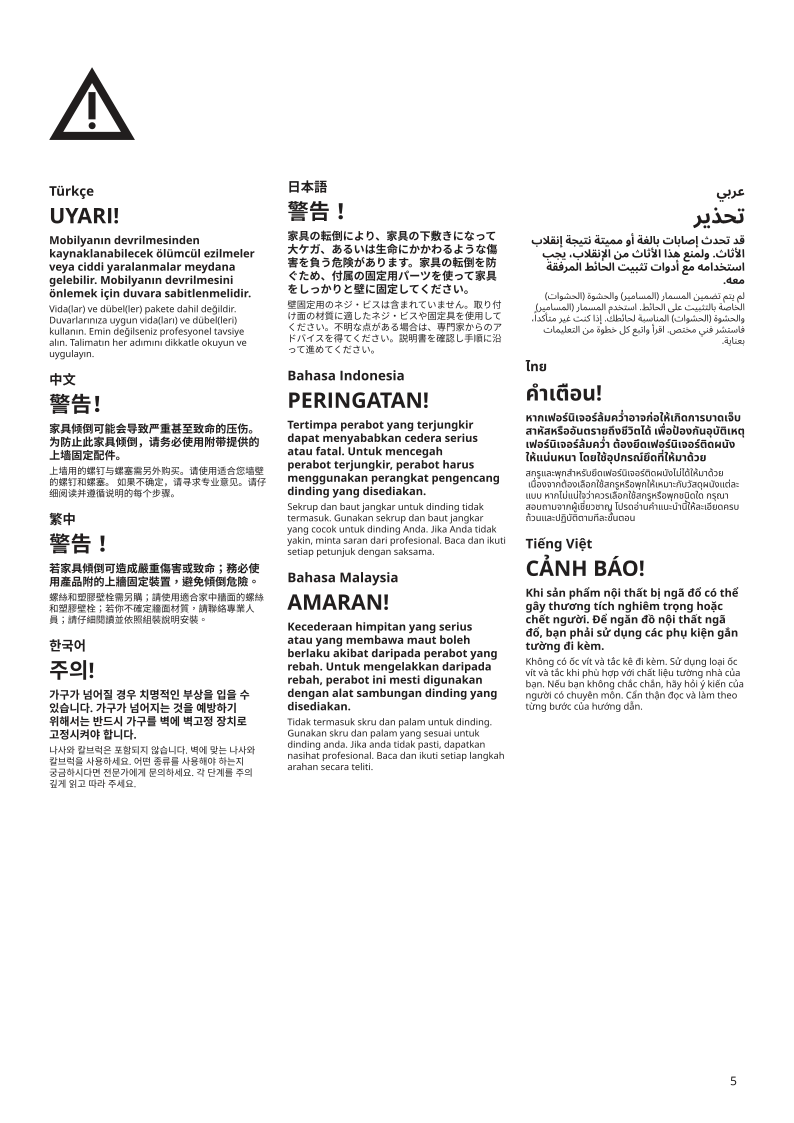 Türkçe
UYARI!
Mobilyanın devrilmesinden
kaynaklanabilecek ölümcül ezilmeler
veya ciddi yaralanmalar meydana
gelebilir. Mobilyanın devrilmesini
önlemek için duvara sabitlenmelidir.
Vida(lar) ve dübel(ler) pakete dahil değildir.
Duvarlarınıza uygun vida(ları) ve dübel(leri)
kullanın. Emin değilseniz profesyonel tavsiye
alın. Talimatın her adımını dikkatle okuyun ve
uygulayın.
中文
警告!
家具倾倒可能会导致严重甚至致命的压伤。
为防止此家具倾倒，请务必使用附带提供的
上墙固定配件。
上墙用的螺钉与螺塞需另外购买。请使用适合您墙壁
的螺钉和螺塞。 如果不确定，请寻求专业意见。请仔
细阅读并遵循说明的每个步骤。
繁中
警告！
若家具傾倒可造成嚴重傷害或致命；務必使
用產品附的上牆固定裝置，避免傾倒危險。
螺絲和塑膠壁栓需另購；請使用適合家中牆面的螺絲
和塑膠壁栓；若你不確定牆面材質，請聯絡專業人
員；請仔細閱讀並依照組裝說明安裝。
한국어
주의!
가구가 넘어질 경우 치명적인 부상을 입을 수
있습니다. 가구가 넘어지는 것을 예방하기
위해서는 반드시 가구를 벽에 벽고정 장치로
고정시켜야 합니다.
나사와 칼브럭은 포함되지 않습니다. 벽에 맞는 나사와
칼브럭을 사용하세요. 어떤 종류를 사용해야 하는지
궁금하시다면 전문가에게 문의하세요. 각 단계를 주의
깊게 읽고 따라 주세요.
日本語
警告！
家具の転倒により、家具の下敷きになって
大ケガ、あるいは生命にかかわるような傷
害を負う危険があります。家具の転倒を防
ぐため、付属の固定用パーツを使って家具
をしっかりと壁に固定してください。
壁固定用のネジ・ビスは含まれていません。取り付
け面の材質に適したネジ・ビスや固定具を使用して
ください。不明な点がある場合は、専門家からのア
ドバイスを得てください。説明書を確認し手順に沿
って進めてください。
Bahasa Indonesia
PERINGATAN!
Tertimpa perabot yang terjungkir
dapat menyababkan cedera serius
atau fatal. Untuk mencegah
perabot terjungkir, perabot harus
menggunakan perangkat pengencang
dinding yang disediakan.
Sekrup dan baut jangkar untuk dinding tidak
termasuk. Gunakan sekrup dan baut jangkar
yang cocok untuk dinding Anda. Jika Anda tidak
yakin, minta saran dari profesional. Baca dan ikuti
setiap petunjuk dengan saksama.
Bahasa Malaysia
AMARAN!
Kecederaan himpitan yang serius
atau yang membawa maut boleh
berlaku akibat daripada perabot yang
rebah. Untuk mengelakkan daripada
rebah, perabot ini mesti digunakan
dengan alat sambungan dinding yang
disediakan.
Tidak termasuk skru dan palam untuk dinding.
Gunakan skru dan palam yang sesuai untuk
dinding anda. Jika anda tidak pasti, dapatkan
nasihat profesional. Baca dan ikuti setiap langkah
arahan secara teliti.
عربي
تحذير
قد تحدث إصابات بالغة أو مميتة نتيجة إنقلاب
الأثاث. ولمنع هذا الأثاث من الإنقلاب، يجب
استخدامه مع أدوات تثبيت الحائط المرفقة
معه.
لم يتم تضمين المسمار (المسامير) والحشوة (الحشوات)
الخاصة بالتثبيت على الحائط. استخدم المسمار (المسامير)
والحشوة (الحشوات) المناسبة لحائطك. إذا كنت غير متأكداً،
فاستشر فني مختص. اقرأ واتبع كل خطوة من التعليمات
بعناية.
ไทย
คำเตือน!
หากเฟอร์นิเจอร์ล้มคว่ำอาจก่อให้เกิดการบาดเจ็บ
สาหัสหรืออันตรายถึงชีวิตได้ เพื่อป้องกันอุบัติเหตุ
เฟอร์นิเจอร์ล้มคว่ำ ต้องยึดเฟอร์นิเจอร์ติดผนัง
ให้แน่นหนา โดยใช้อุปกรณ์ยึดที่ให้มาด้วย
สกรูและพุกสำหรับยึดเฟอร์นิเจอร์ติดผนังไม่ได้ให้มาด้วย
เนื่องจากต้องเลือกใช้สกรูหรือพุกให้เหมาะกับวัสดุผนังแต่ละ
แบบ หากไม่แน่ใจว่าควรเลือกใช้สกรูหรือพุกชนิดใด กรุณา
สอบถามจากผู้เชี่ยวชาญ โปรดอ่านคำแนะนำนี้ให้ละเอียดครบ
ถ้วนและปฏิบัติตามทีละขั้นตอน
Tiếng Việt
CẢNH BÁO!
Khi sản phẩm nội thất bị ngã đổ có thể
gây thương tích nghiêm trọng hoặc
chết người. Để ngăn đồ nội thất ngã
đổ, bạn phải sử dụng các phụ kiện gắn
tường đi kèm.
Không có ốc vít và tắc kê đi kèm. Sử dụng loại ốc
vít và tắc khi phù hợp với chất liệu tường nhà của
bạn. Nếu bạn không chắc chắn, hãy hỏi ý kiến của
người có chuyên môn. Cẩn thận đọc và làm theo
từng bước của hướng dẫn.
5